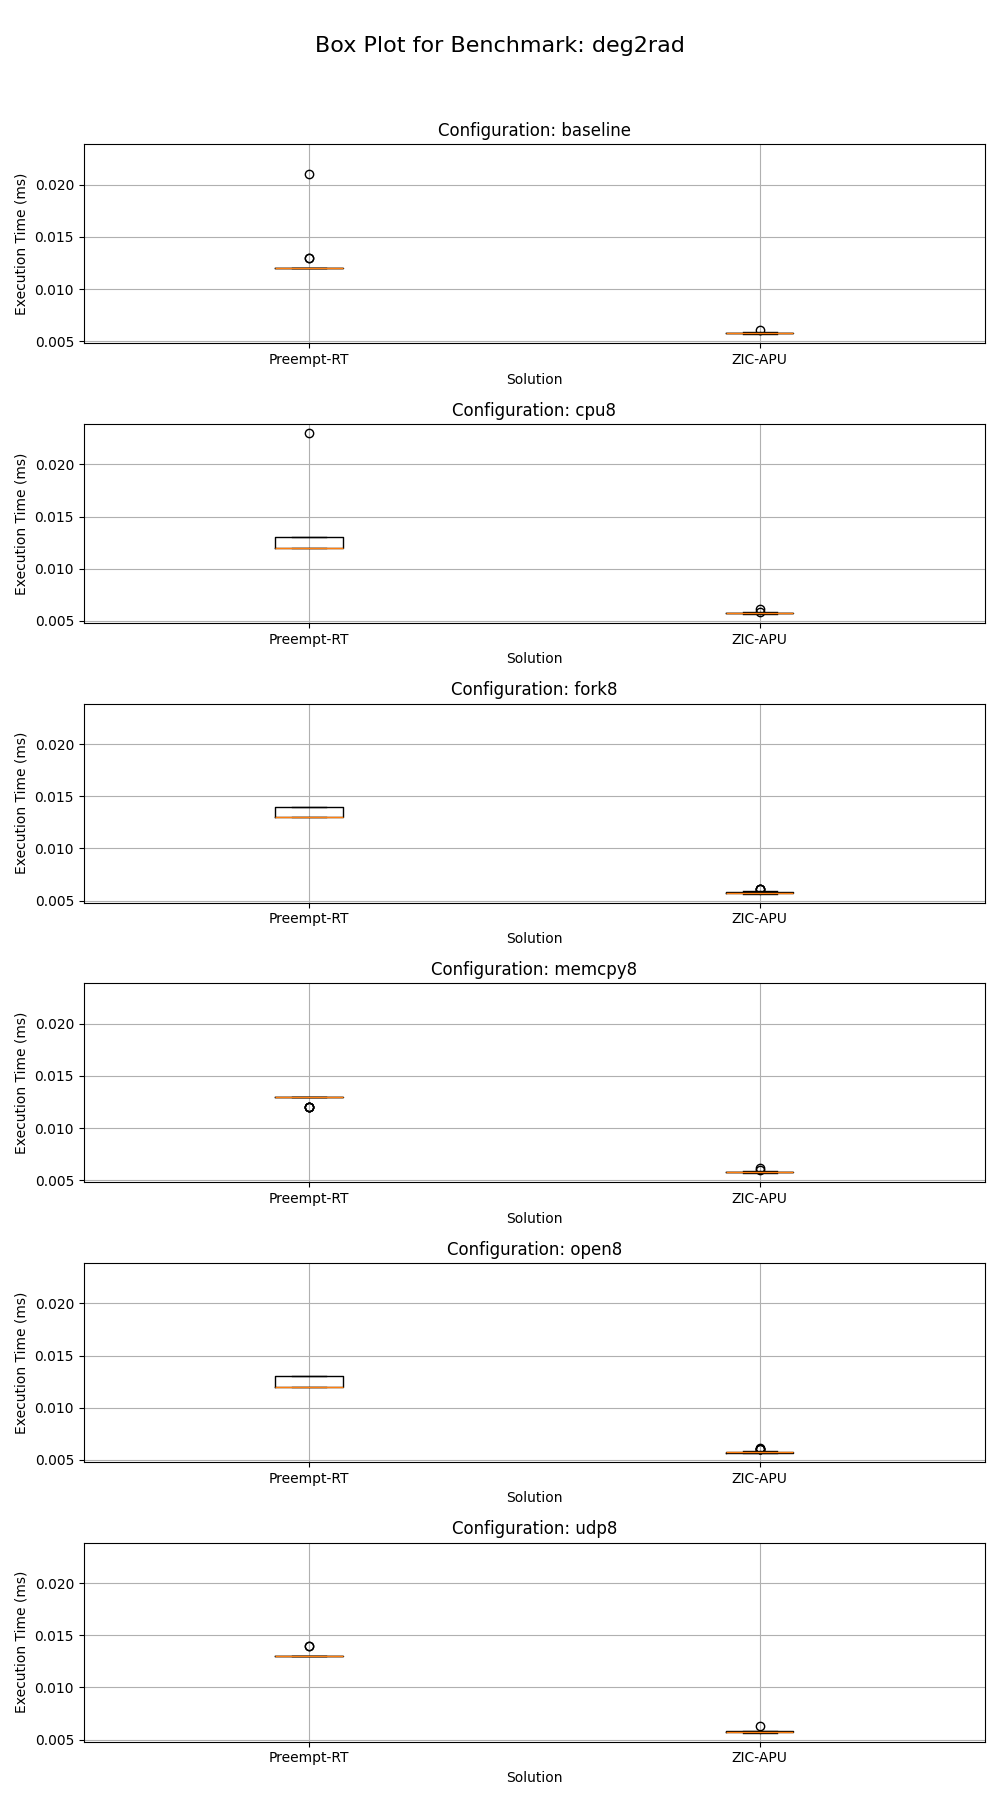 Box Plot for Benchmark: deg2rad
Configuration: baseline
Execution Time (ms)
0.020
0.015
0.010
0.005
Preempt-RT
ZIC-APU
Solution
Configuration: cpu8
Execution Time (ms)
0.020
0.015
0.010
0.005
Preempt-RT
ZIC-APU
Solution
Configuration: fork8
Execution Time (ms)
0.020
0.015
0.010
0.005
Preempt-RT
ZIC-APU
Solution
Configuration: memcpy8
Execution Time (ms)
0.020
0.015
0.010
0.005
Preempt-RT
ZIC-APU
Solution
Configuration: open8
Execution Time (ms)
0.020
0.015
0.010
0.005
Preempt-RT
ZIC-APU
Solution
Configuration: udp8
Execution Time (ms)
0.020
0.015
0.010
0.005
Preempt-RT
ZIC-APU
Solution